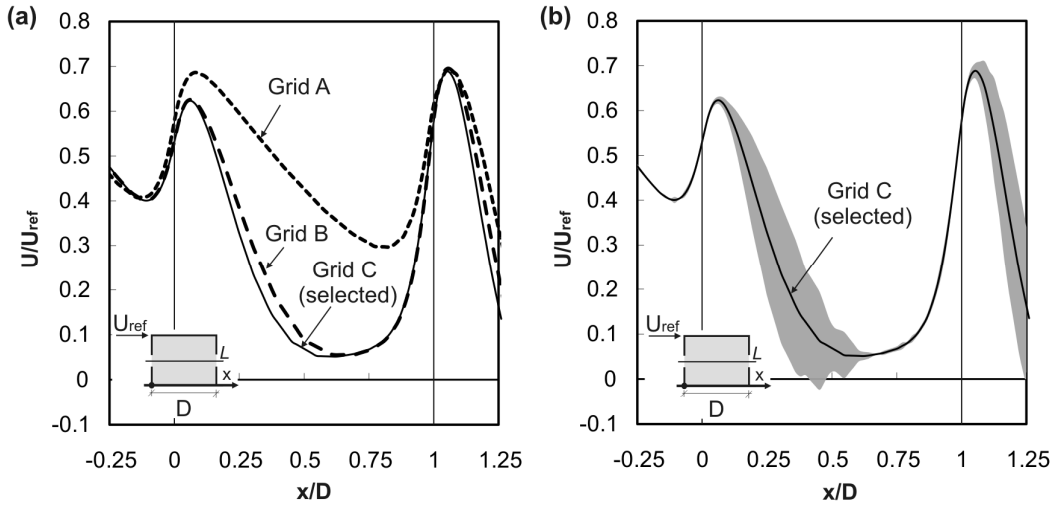 (a)
U/Uref
0.8
0.7
0.6
0.5
0.4
0.3
0.2
0.1
0
-0.1
Grid A
Grid B
Grid C
(selected)
Uref
L
x
D
-0.25 0 0.25 0.5 0.75 1 1.25
x/D
(b)
U/Uref
0.8
0.7
0.6
0.5
0.4
0.3
0.2
0.1
0
-0.1
Grid C
(selected)
Uref
L
x
D
-0.25 0 0.25 0.5 0.75 1 1.25
x/D